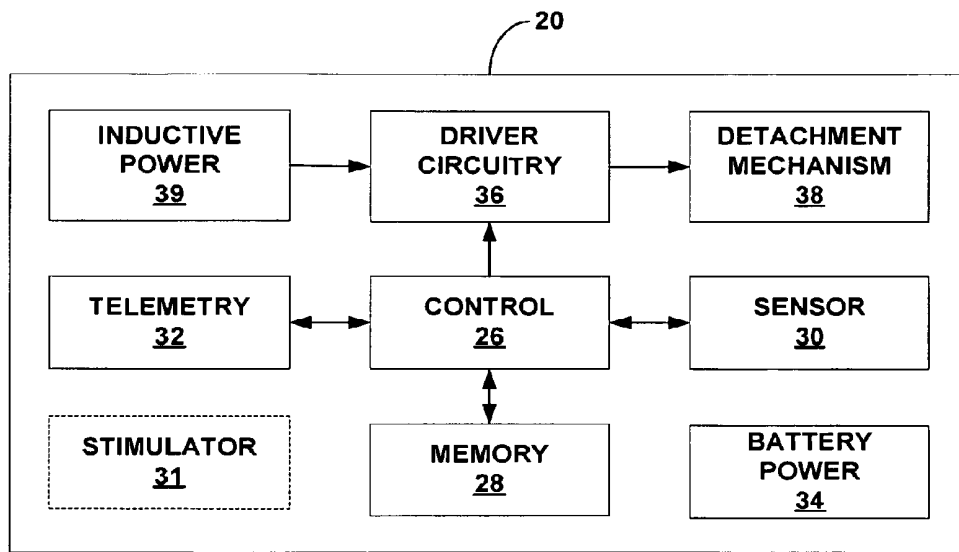 20
INDUCTIVE
POWER
39
DRIVER
CIRCUITRY
36
DETACHMENT
MECHANISM
38
TELEMETRY
32
CONTROL
26
SENSOR
30
STIMULATOR
31
MEMORY
28
BATTERY
POWER
34